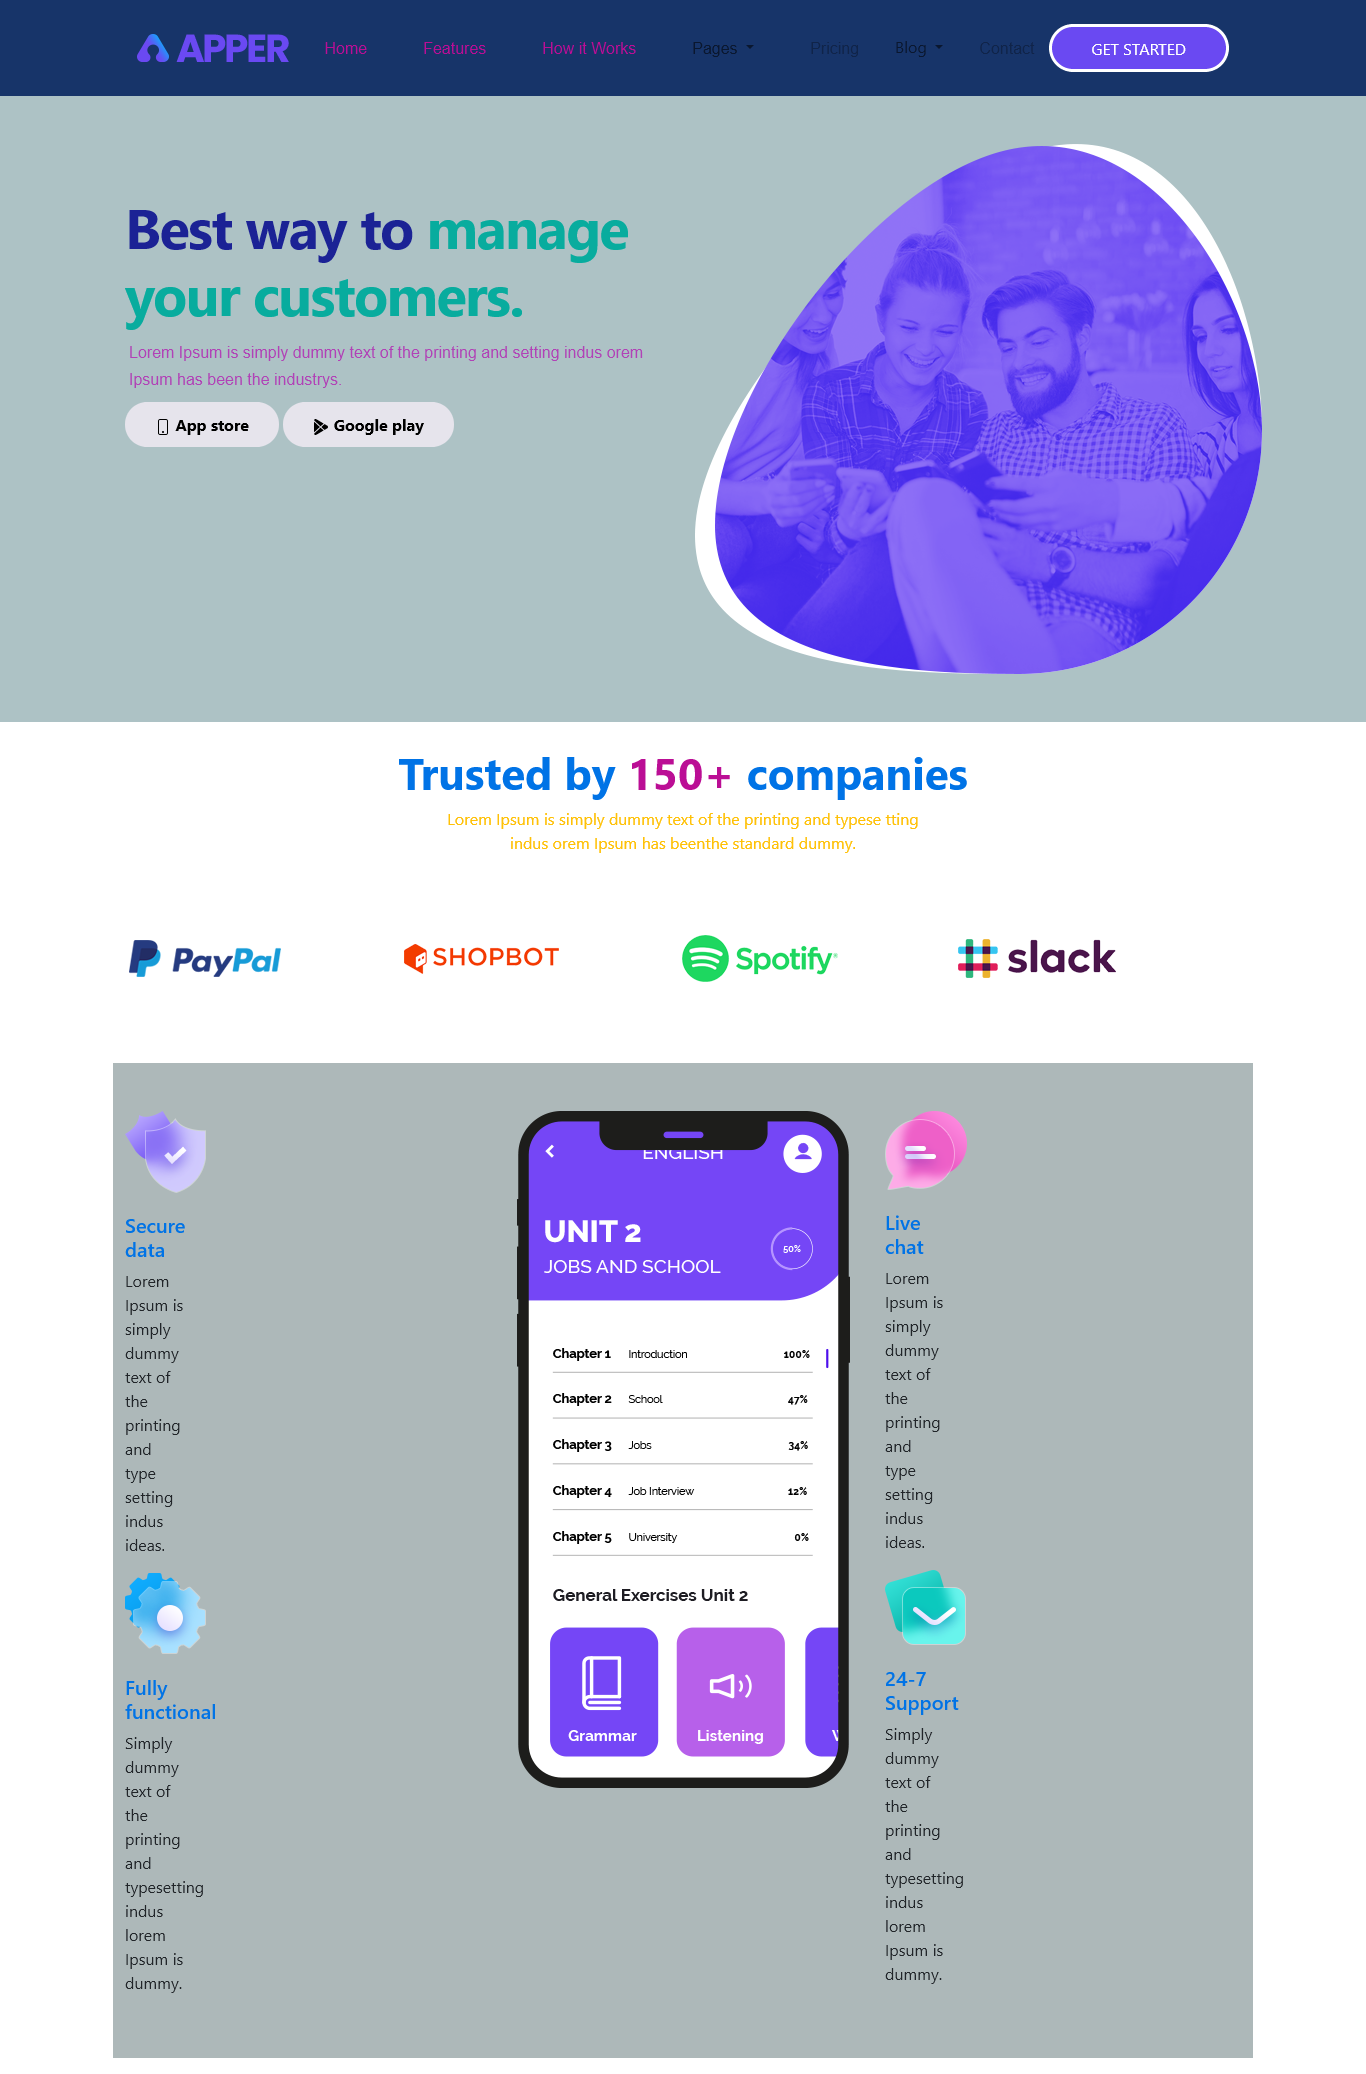 APPER Home Features How it Works Pages Pricing Blog Contact GET STARTED
Best way to manage
your customers.
Lorem Ipsum is simply dummy text of the printing and setting indus orem
Ipsum has been the industrys.
App store Google play
Trusted by 150+ companies
Lorem Ipsum is simply dummy text of the printing and typese tting
indus orem Ipsum has beenthe standard dummy.
PayPal SHOPBOT Spotify slack
Secure
data
Lorem
Ipsum is
simply
dummy
text of
the
printing
and
type
setting
indus
ideas.
Fully
functional
Simply
dummy
text of
the
printing
and
typesetting
indus
lorem
Ipsum is
dummy.
ENGLISH
UNIT 2
JOBS AND SCHOOL
50%
Chapter 1 Introduction 100%
Chapter 2 School 47%
Chapter 3 Jobs 34%
Chapter 4 Job Interview 12%
Chapter 5 University 0%
General Exercises Unit 2
Grammar Listening
Live
chat
Lorem
Ipsum is
simply
dummy
text of
the
printing
and
type
setting
indus
ideas.
24-7
Support
Simply
dummy
text of
the
printing
and
typesetting
indus
lorem
Ipsum is
dummy.